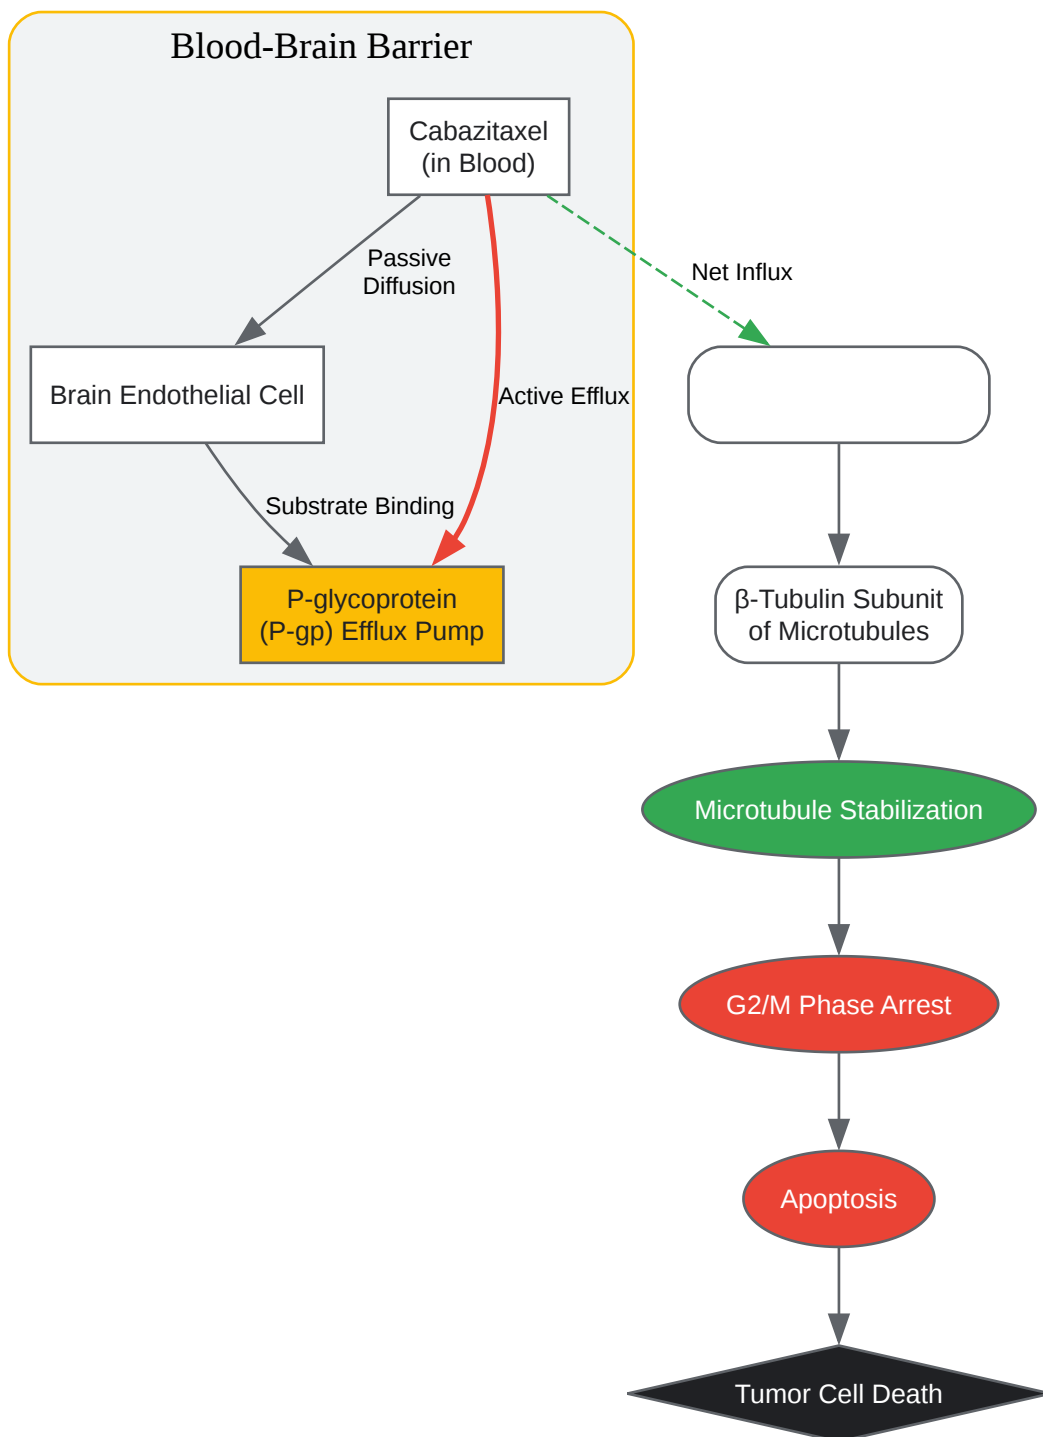 Blood-Brain Barrier
Cabazitaxel
(in Blood)
Passive
Diffusion
Net Influx
Brain Endothelial Cell
Active Efflux
Substrate Binding
P-glycoprotein
(P-gp) Efflux Pump
β-Tubulin Subunit
of Microtubules
Microtubule Stabilization
G2/M Phase Arrest
Apoptosis
Tumor Cell Death